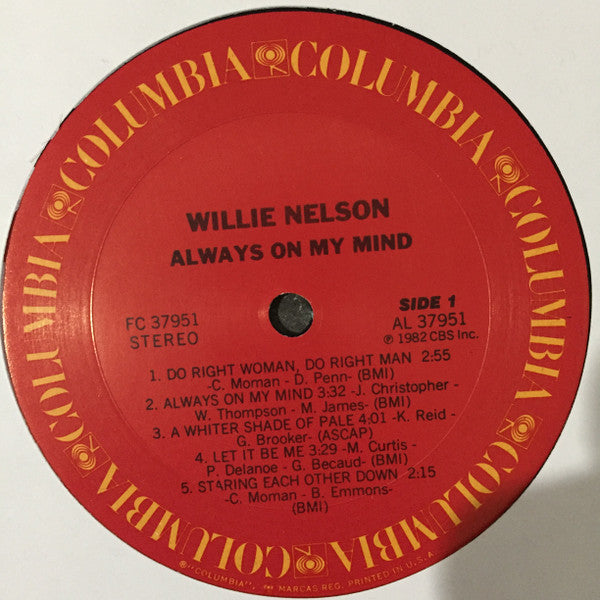 COLUMBIA COLUMBIA COLUMBIA COLUMBIA COLUMBIA COLUMBIA
WILLIE NELSON
ALWAYS ON MY MIND
FC 37951
STEREO
SIDE 1
AL 37951
℗ 1982 CBS Inc.
1. DO RIGHT WOMAN, DO RIGHT MAN 2:55
-C. Moman - D. Penn- (BMI)
2. ALWAYS ON MY MIND 3:32 -J. Christopher -
W. Thompson - M. James- (BMI)
3. A WHITER SHADE OF PALE 4:01 -K. Reid -
G. Brooker- (ASCAP)
4. LET IT BE ME 3:29 -M. Curtis -
P. Delanoe - G. Becaud- (BMI)
5. STARING EACH OTHER DOWN 2:15
-C. Moman - B. Emmons-
(BMI)
®"COLUMBIA", MARCAS REG. PRINTED IN U.S.A.